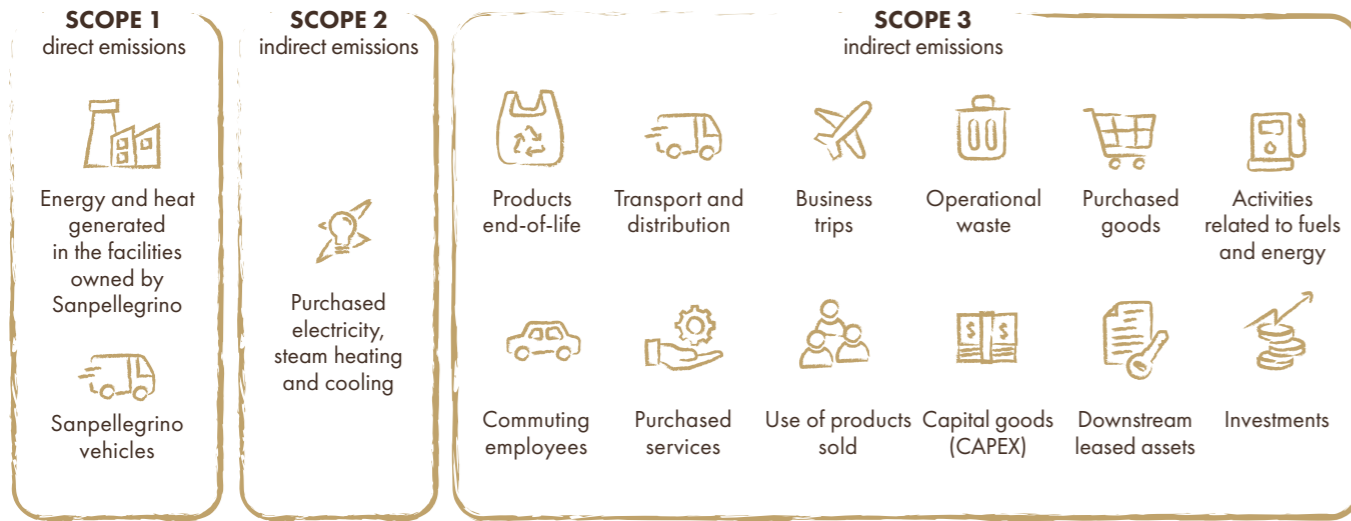 SCOPE 1
direct emissions
Energy and heat
generated
in the facilities
owned by
Sanpellegrino
Sanpellegrino
vehicles
SCOPE 2
indirect emissions
Purchased
electricity,
steam heating
and cooling
SCOPE 3
indirect emissions
Products
end-of-life
Transport and
distribution
Business
trips
Operational
waste
Purchased
goods
Activities
related to fuels
and energy
Commuting
employees
Purchased
services
Use of products
sold
$ $
Capital goods
(CAPEX)
Downstream
leased assets
Investments